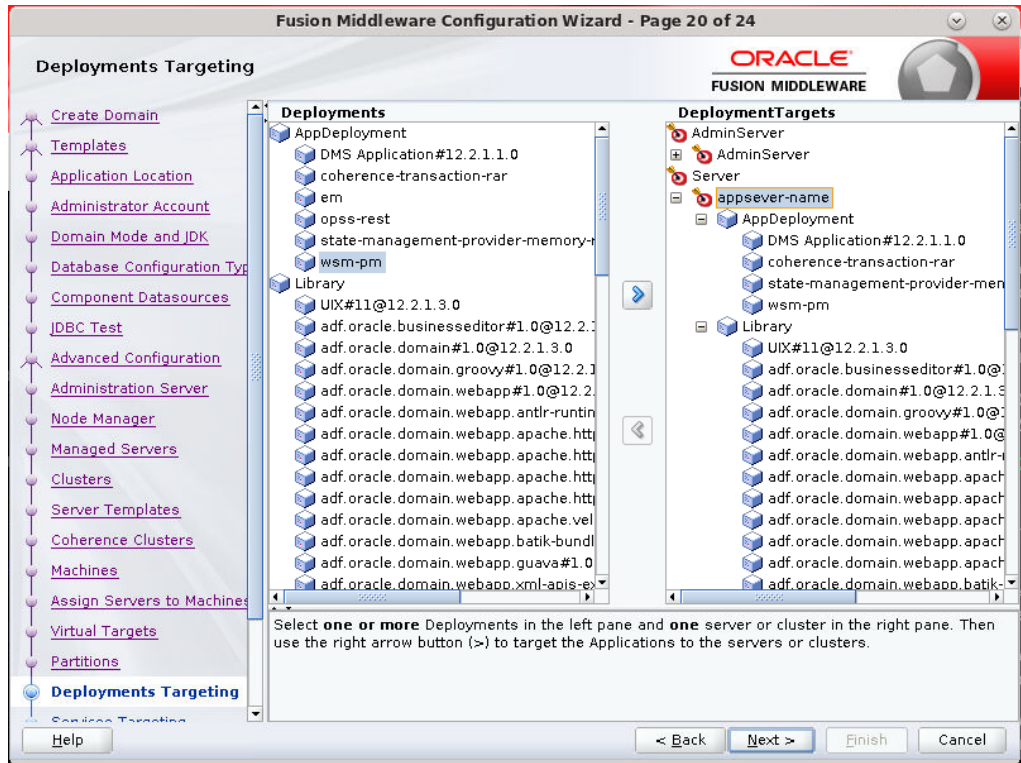 Fusion Middleware Configuration Wizard - Page 20 of 24
Deployments Targeting
ORACLE
FUSION MIDDLEWARE
Create Domain
Templates
Application Location
Administrator Account
Domain Mode and JDK
Database Configuration Typ
Component Datasources
JDBC Test
Advanced Configuration
Administration Server
Node Manager
Managed Servers
Clusters
Server Templates
Coherence Clusters
Machines
Assign Servers to Machines
Virtual Targets
Partitions
Deployments Targeting
Services Targeting
Deployments
AppDeployment
DMS Application#12.2.1.1.0
coherence-transaction-rar
em
opss-rest
state-management-provider-memory-r
wsm-pm
Library
UIX#11@12.2.1.3.0
adf.oracle.businesseditor#1.0@12.2.1
adf.oracle.domain#1.0@12.2.1.3.0
adf.oracle.domain.groovy#1.0@12.2.1
adf.oracle.domain.webapp#1.0@12.2.
adf.oracle.domain.webapp.antlr-runtin
adf.oracle.domain.webapp.apache.htt
adf.oracle.domain.webapp.apache.htt
adf.oracle.domain.webapp.apache.htt
adf.oracle.domain.webapp.apache.htt
adf.oracle.domain.webapp.apache.vel
adf.oracle.domain.webapp.batik-bundl
adf.oracle.domain.webapp.guava#1.0
adf.oracle.domain.webapp.xml-apis-ex
DeploymentTargets
AdminServer
AdminServer
Server
appsever-name
AppDeployment
DMS Application#12.2.1.1.0
coherence-transaction-rar
state-management-provider-men
wsm-pm
Library
UIX#11@12.2.1.3.0
adf.oracle.businesseditor#1.0@
adf.oracle.domain#1.0@12.2.1.3
adf.oracle.domain.groovy#1.0@
adf.oracle.domain.webapp#1.0@
adf.oracle.domain.webapp.antlr-
adf.oracle.domain.webapp.apach
adf.oracle.domain.webapp.apach
adf.oracle.domain.webapp.apach
adf.oracle.domain.webapp.apach
adf.oracle.domain.webapp.apach
adf.oracle.domain.webapp.batik-
Select one or more Deployments in the left pane and one server or cluster in the right pane. Then
use the right arrow button (>) to target the Applications to the servers or clusters.
Help
< Back
Next >
Finish
Cancel